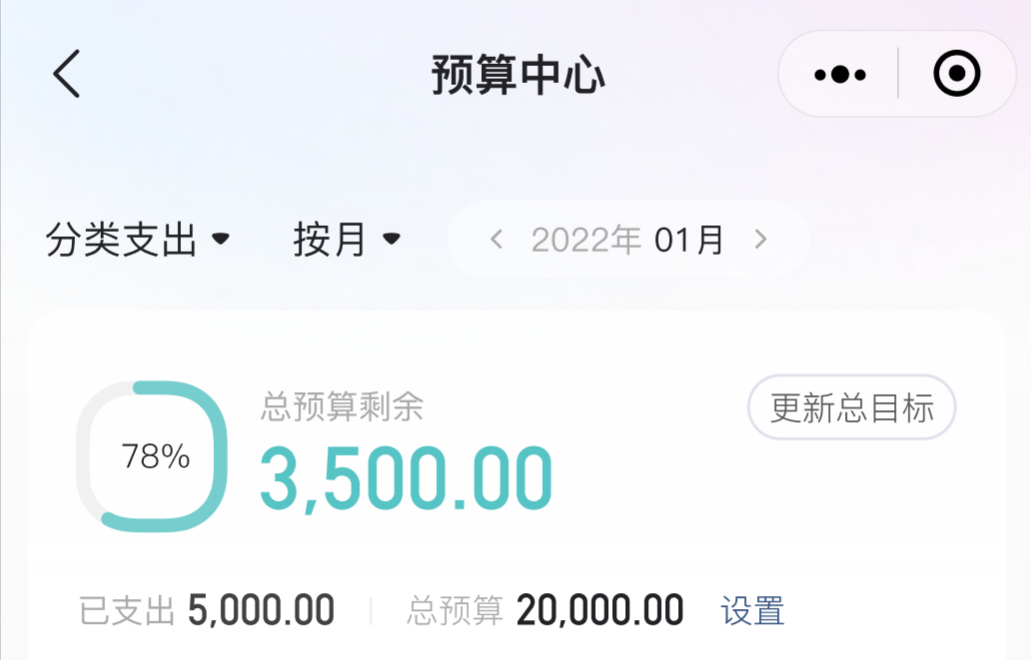 预算中心
分类支出 按月 2022年 01月
总预算剩余 更新总目标
78%
3,500.00
已支出 5,000.00 总预算 20,000.00 设置